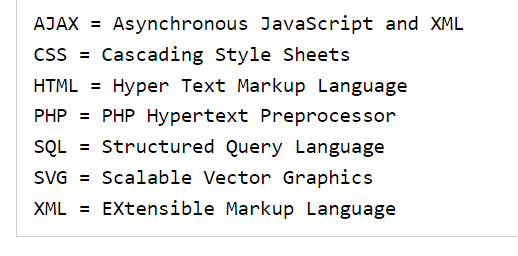 AJAX = Asynchronous JavaScript and XML
CSS = Cascading Style Sheets
HTML = Hyper Text Markup Language
PHP = PHP Hypertext Preprocessor
SQL = Structured Query Language
SVG = Scalable Vector Graphics
XML = EXtensible Markup Language